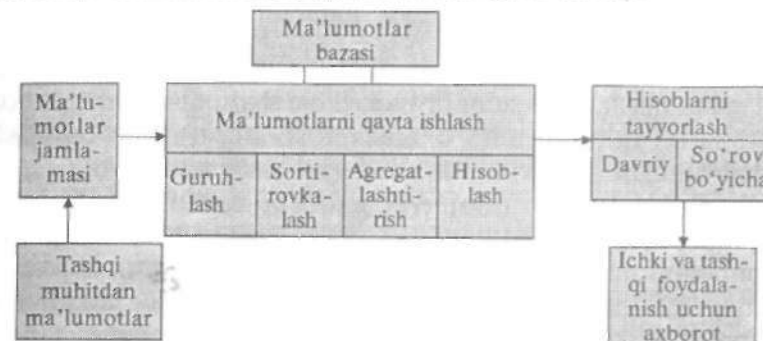 Ma'lumotlar
bazasi
Ma'lu-
motlar
jamla-
masi
Ma'lumotlarni qayta ishlash
Guruh-
lash
Sorti-
rovka-
lash
Agregat-
lashti-
rish
Hisob-
lash
Hisoblarni
tayyorlash
Davriy
So'rov
bo'yicha
Tashqi
muhitdan
ma'lumotlar
Ichki va tash-
qi foydala-
nish uchun
axborot